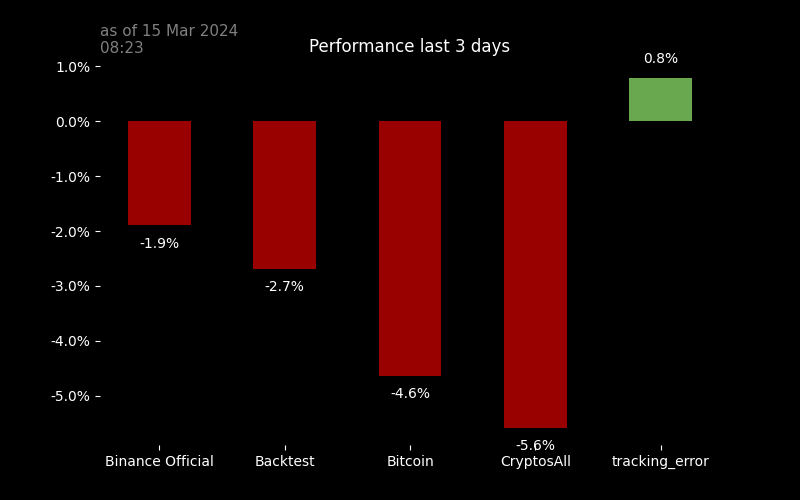 as of 15 Mar 2024
08:23
Performance last 3 days
1.0%
0.0%
-1.0%
-2.0%
-3.0%
-4.0%
-5.0%
0.8%
-1.9%
-2.7%
-4.6%
-5.6%
Binance Official
Backtest
Bitcoin
CryptosAll
tracking_error